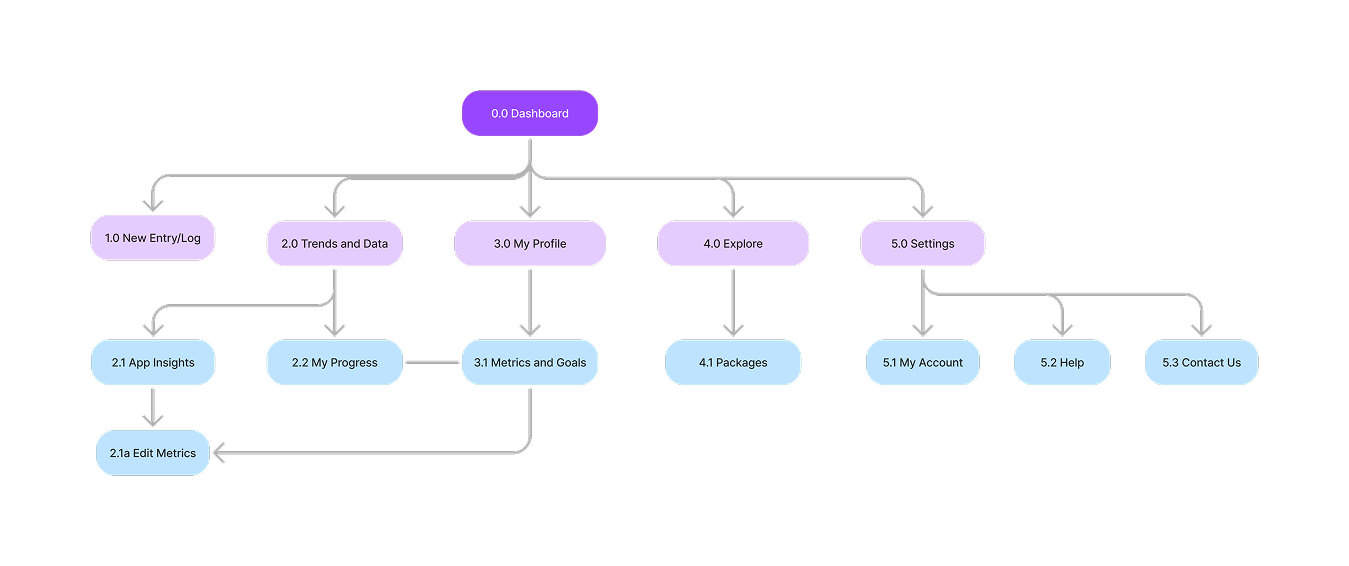 0.0 Dashboard
1.0 New Entry/Log
2.0 Trends and Data
3.0 My Profile
4.0 Explore
5.0 Settings
2.1 App Insights
2.2 My Progress
3.1 Metrics and Goals
4.1 Packages
5.1 My Account
5.2 Help
5.3 Contact Us
2.1a Edit Metrics